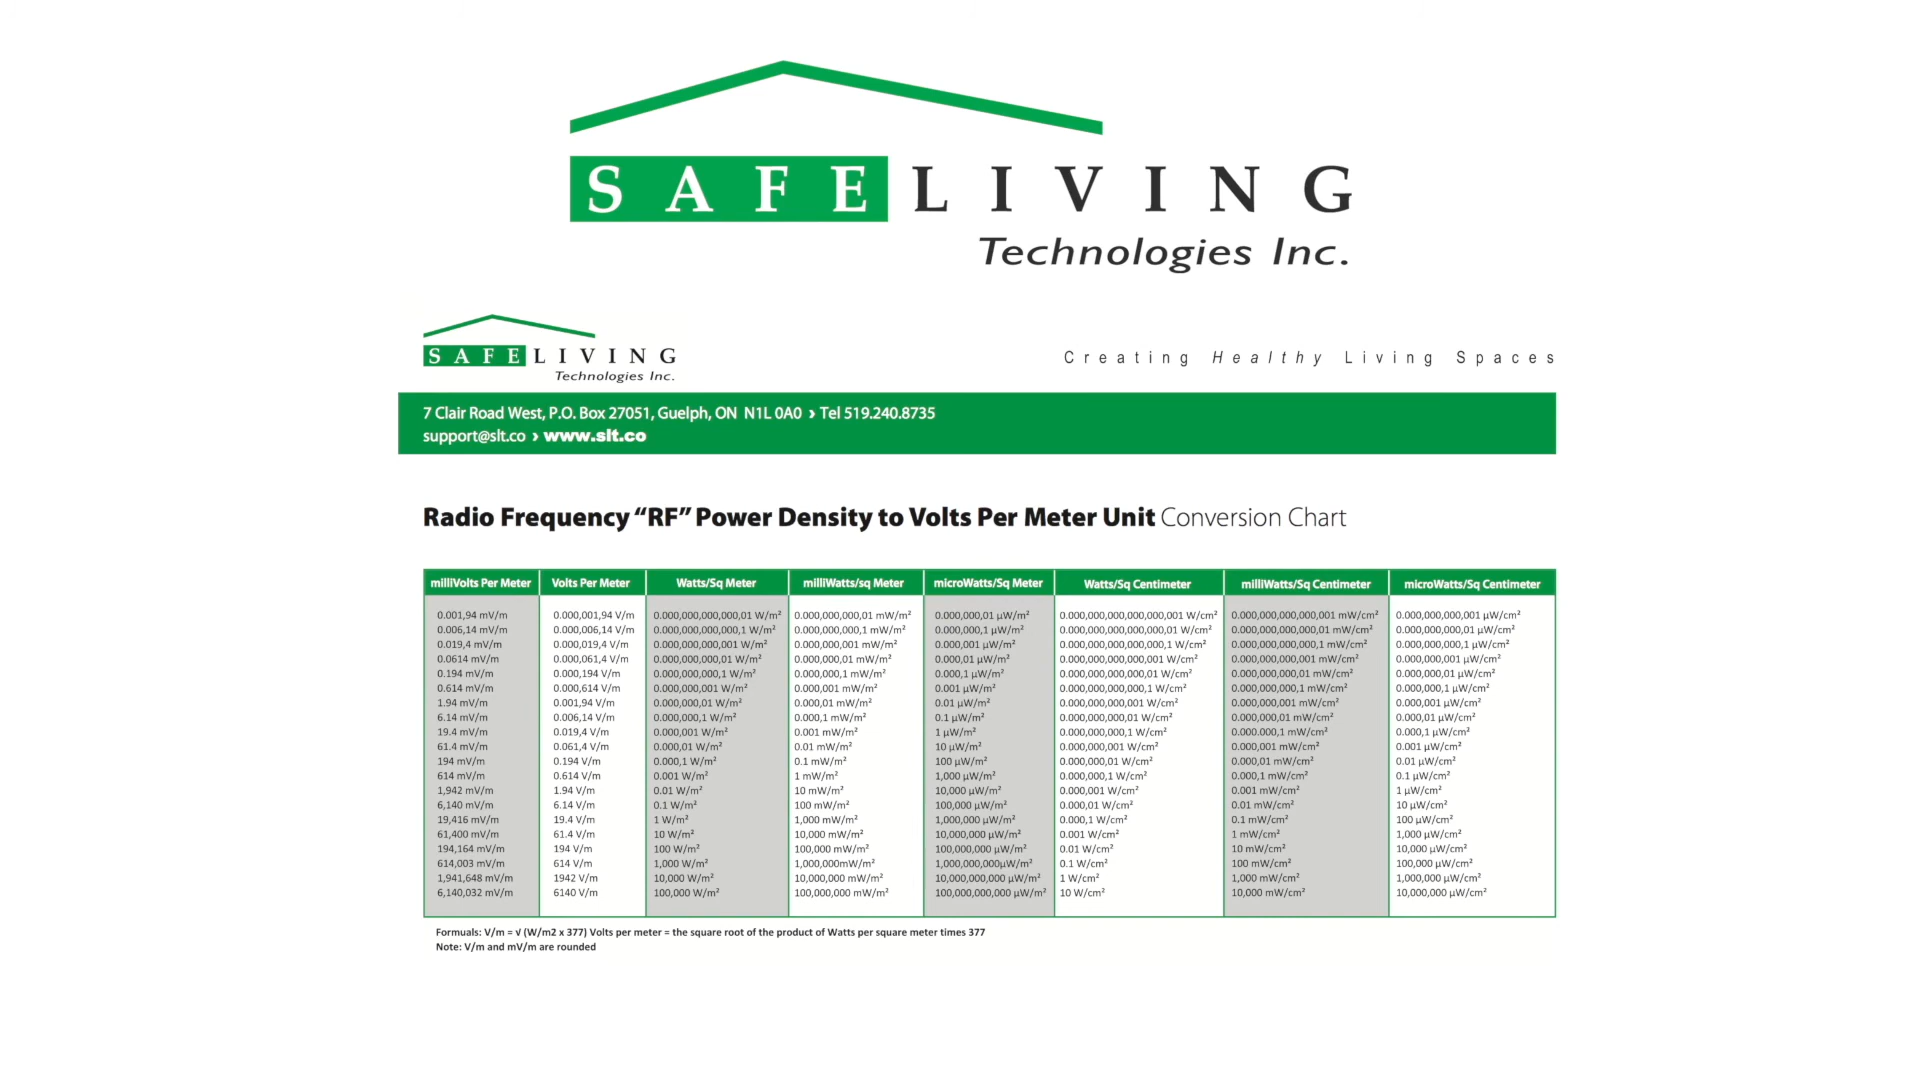 SAFELIVING
Technologies Inc.
SAFELIVING
Technologies Inc.
Creating Healthy Living Spaces
7 Clair Road West, P.O. Box 27051, Guelph, ON N1L 0A0 › Tel 519.240.8735
support@slt.co › www.slt.co
Radio Frequency “RF” Power Density to Volts Per Meter Unit Conversion Chart
milliVolts Per Meter Volts Per Meter Watts/Sq Meter milliWatts/sq Meter microWatts/Sq Meter Watts/Sq Centimeter milliWatts/Sq Centimeter microWatts/Sq Centimeter
0.001,94 mV/m 0.000,001,94 V/m 0.000,000,000,000,01 W/m² 0.000,000,000,01 mW/m² 0.000,000,01 µW/m² 0.000,000,000,000,000,001 W/cm² 0.000,000,000,000,001 mW/cm² 0.000,000,000,001 µW/cm²
0.006,14 mV/m 0.000,006,14 V/m 0.000,000,000,000,1 W/m² 0.000,000,000,1 mW/m² 0.000,000,1 µW/m² 0.000,000,000,000,000,01 W/cm² 0.000,000,000,000,01 mW/cm² 0.000,000,000,01 µW/cm²
0.019,4 mV/m 0.000,019,4 V/m 0.000,000,000,001 W/m² 0.000,000,001 mW/m² 0.000,001 µW/m² 0.000,000,000,000,000,1 W/cm² 0.000,000,000,000,1 mW/cm² 0.000,000,000,1 µW/cm²
0.0614 mV/m 0.000,061,4 V/m 0.000,000,000,01 W/m² 0.000,000,01 mW/m² 0.000,01 µW/m² 0.000,000,000,000,001 W/cm² 0.000,000,000,001 mW/cm² 0.000,000,001 µW/cm²
0.194 mV/m 0.000,194 V/m 0.000,000,000,1 W/m² 0.000,000,1 mW/m² 0.000,1 µW/m² 0.000,000,000,000,01 W/cm² 0.000,000,000,01 mW/cm² 0.000,000,01 µW/cm²
0.614 mV/m 0.000,614 V/m 0.000,000,001 W/m² 0.000,001 mW/m² 0.001 µW/m² 0.000,000,000,000,1 W/cm² 0.000,000,000,1 mW/cm² 0.000,000,1 µW/cm²
1.94 mV/m 0.001,94 V/m 0.000,000,01 W/m² 0.000,01 mW/m² 0.01 µW/m² 0.000,000,000,001 W/cm² 0.000,000,001 mW/cm² 0.000,001 µW/cm²
6.14 mV/m 0.006,14 V/m 0.000,000,1 W/m² 0.000,1 mW/m² 0.1 µW/m² 0.000,000,000,01 W/cm² 0.000,000,01 mW/cm² 0.000,01 µW/cm²
19.4 mV/m 0.019,4 V/m 0.000,001 W/m² 0.001 mW/m² 1 µW/m² 0.000,000,000,1 W/cm² 0.000.000,1 mW/cm² 0.000,1 µW/cm²
61.4 mV/m 0.061,4 V/m 0.000,01 W/m² 0.01 mW/m² 10 µW/m² 0.000,000,001 W/cm² 0.000,001 mW/cm² 0.001 µW/cm²
194 mV/m 0.194 V/m 0.000,1 W/m² 0.1 mW/m² 100 µW/m² 0.000,000,01 W/cm² 0.000,01 mW/cm² 0.01 µW/cm²
614 mV/m 0.614 V/m 0.001 W/m² 1 mW/m² 1,000 µW/m² 0.000,000,1 W/cm² 0.000,1 mW/cm² 0.1 µW/cm²
1,942 mV/m 1.94 V/m 0.01 W/m² 10 mW/m² 10,000 µW/m² 0.000,001 W/cm² 0.001 mW/cm² 1 µW/cm²
6,140 mV/m 6.14 V/m 0.1 W/m² 100 mW/m² 100,000 µW/m² 0.000,01 W/cm² 0.01 mW/cm² 10 µW/cm²
19,416 mV/m 19.4 V/m 1 W/m² 1,000 mW/m² 1,000,000 µW/m² 0.000,1 W/cm² 0.1 mW/cm² 100 µW/cm²
61,400 mV/m 61.4 V/m 10 W/m² 10,000 mW/m² 10,000,000 µW/m² 0.001 W/cm² 1 mW/cm² 1,000 µW/cm²
194,164 mV/m 194 V/m 100 W/m² 100,000 mW/m² 100,000,000 µW/m² 0.01 W/cm² 10 mW/cm² 10,000 µW/cm²
614,003 mV/m 614 V/m 1,000 W/m² 1,000,000mW/m² 1,000,000,000µW/m² 0.1 W/cm² 100 mW/cm² 100,000 µW/cm²
1,941,648 mV/m 1942 V/m 10,000 W/m² 10,000,000 mW/m² 10,000,000,000 µW/m² 1 W/cm² 1,000 mW/cm² 1,000,000 µW/cm²
6,140,032 mV/m 6140 V/m 100,000 W/m² 100,000,000 mW/m² 100,000,000,000 µW/m² 10 W/cm² 10,000 mW/cm² 10,000,000 µW/cm²
Formuals: V/m = √ (W/m2 x 377) Volts per meter = the square root of the product of Watts per square meter times 377
Note: V/m and mV/m are rounded